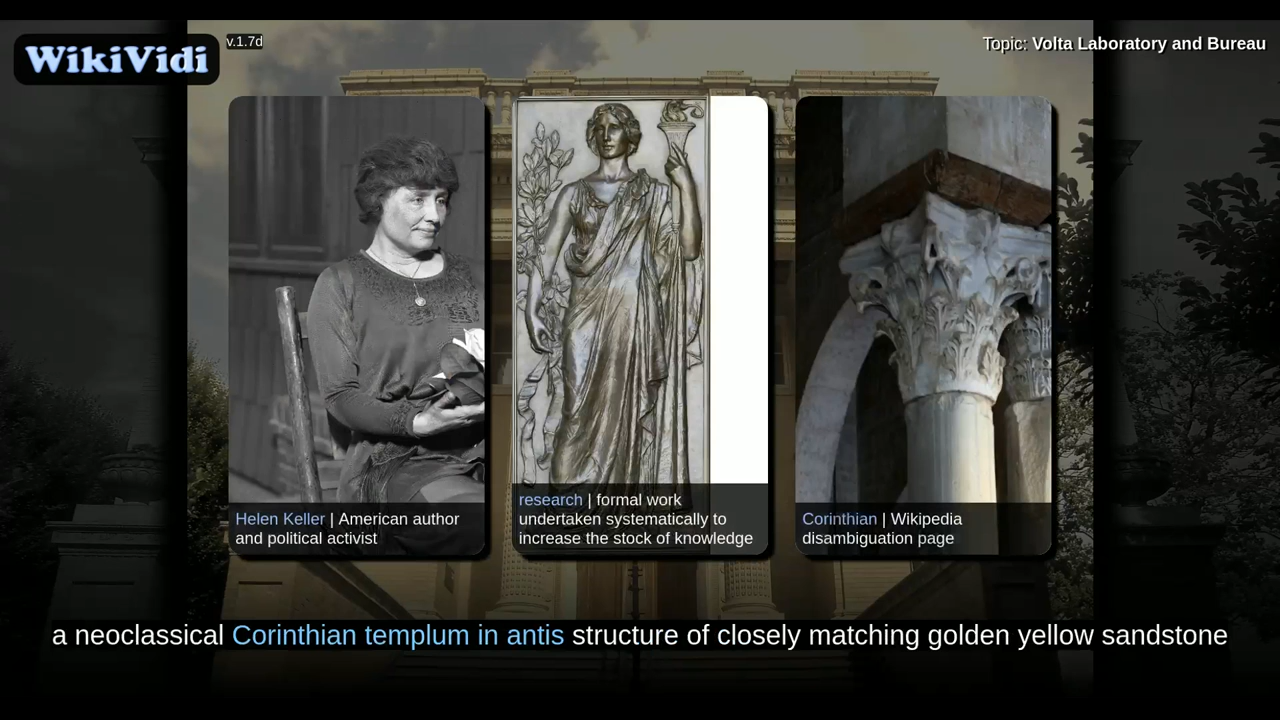 WikiVidi
v.1.7d
Topic: Volta Laboratory and Bureau
Helen Keller | American author
and political activist
research | formal work
undertaken systematically to
increase the stock of knowledge
Corinthian | Wikipedia
disambiguation page
a neoclassical Corinthian templum in antis structure of closely matching golden yellow sandstone